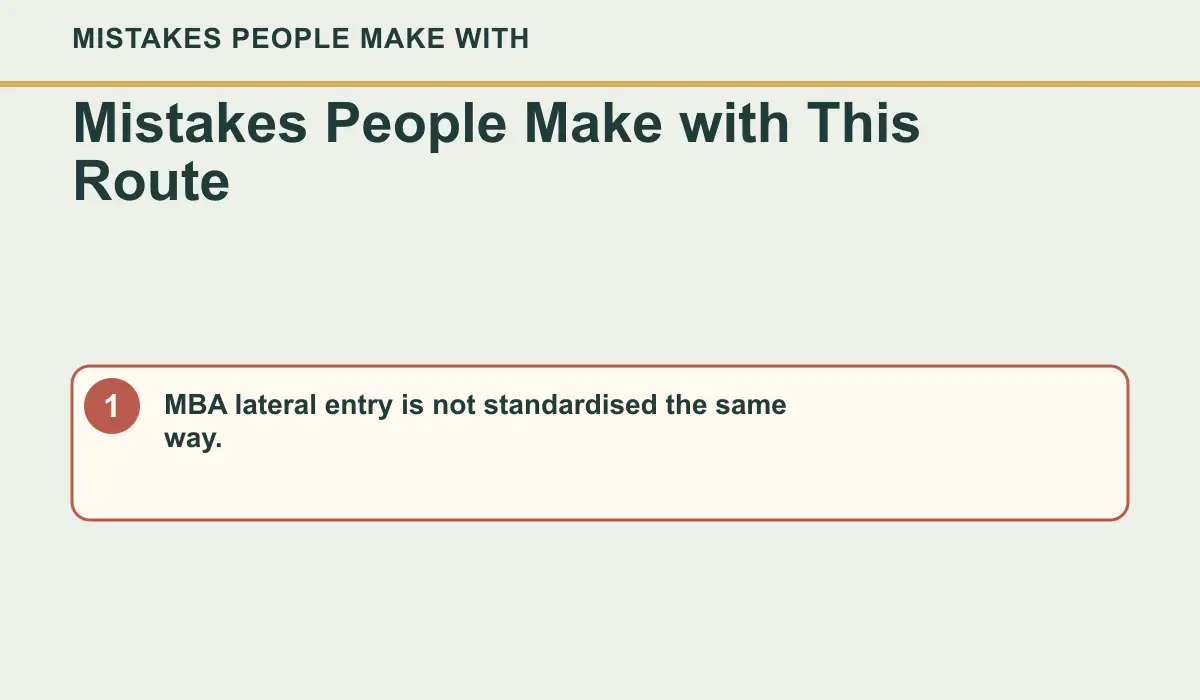 MISTAKES PEOPLE MAKE WITH
Mistakes People Make with This
Route
1
MBA lateral entry is not standardised the same
way.